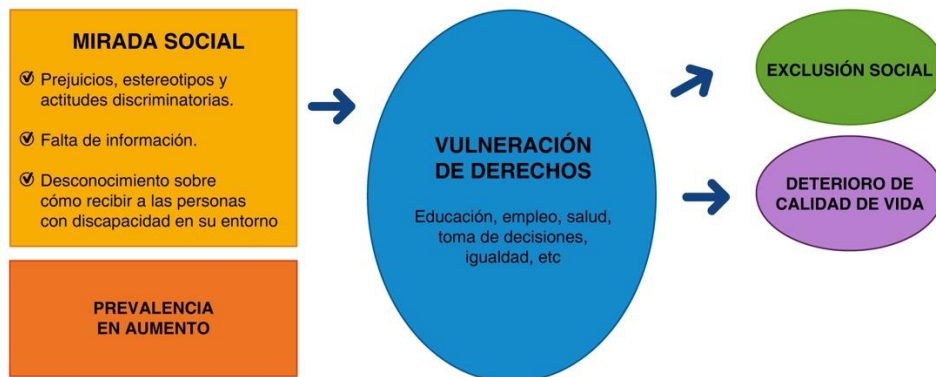 MIRADA SOCIAL
Prejuicios, estereotipos y
actitudes discriminatorias.
Falta de información.
Desconocimiento sobre
cómo recibir a las personas
con discapacidad en su entorno
PREVALENCIA
EN AUMENTO
VULNERACIÓN
DE DERECHOS
Educación, empleo, salud,
toma de decisiones,
igualdad, etc
EXCLUSIÓN SOCIAL
DETERIORO DE
CALIDAD DE VIDA